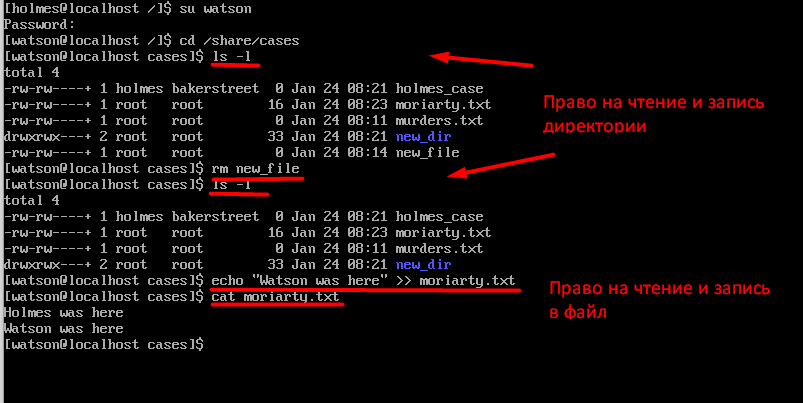 [holmes@localhost /]$ su watson
Password:
[watson@localhost /]$ cd /share/cases
[watson@localhost cases]$ ls -l
total 4
-rw-rw----+ 1 holmes bakerstreet  0 Jan 24 08:21 holmes_case
-rw-rw----+ 1 root   root        16 Jan 24 08:23 moriarty.txt
-rw-rw----+ 1 root   root         0 Jan 24 08:11 murders.txt
drwxrwx---+ 2 root   root        33 Jan 24 08:21 new_dir
-rw-rw----+ 1 root   root         0 Jan 24 08:14 new_file
Право на чтение и запись
директории
[watson@localhost cases]$ rm new_file
[watson@localhost cases]$ ls -l
total 4
-rw-rw----+ 1 holmes bakerstreet  0 Jan 24 08:21 holmes_case
-rw-rw----+ 1 root   root        16 Jan 24 08:23 moriarty.txt
-rw-rw----+ 1 root   root         0 Jan 24 08:11 murders.txt
drwxrwx---+ 2 root   root        33 Jan 24 08:21 new_dir
[watson@localhost cases]$ echo "Watson was here" >> moriarty.txt
[watson@localhost cases]$ cat moriarty.txt
Право на чтение и запись
в файл
Holmes was here
Watson was here
[watson@localhost cases]$